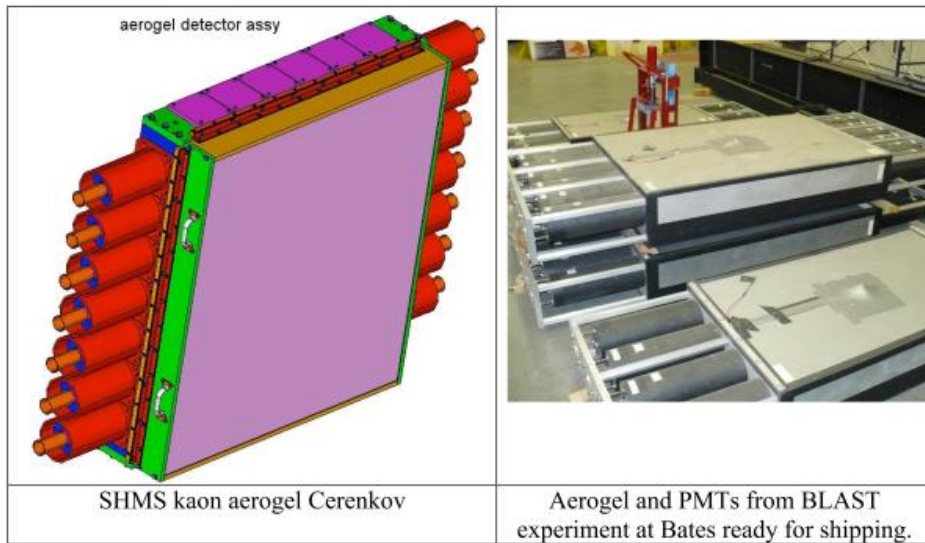 aerogel detector assy
SHMS kaon aerogel Cerenkov
Aerogel and PMTs from BLAST
experiment at Bates ready for shipping.